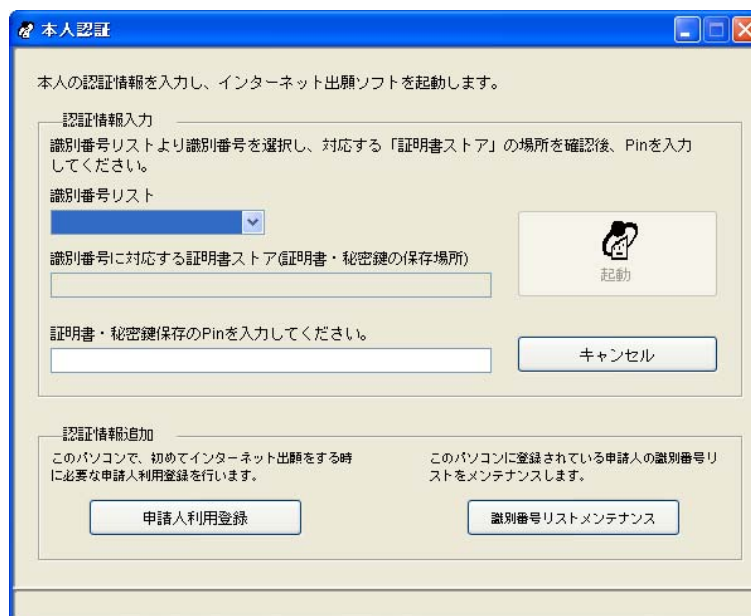 本人認証
本人の認証情報を入力し、インターネット出願ソフトを起動します。
認証情報入力
識別番号リストより識別番号を選択し、対応する「証明書ストア」の場所を確認後、Pinを入力
してください。
識別番号リスト
識別番号に対応する証明書ストア(証明書・秘密鍵の保存場所)
起動
証明書・秘密鍵保存のPinを入力してください。
キャンセル
認証情報追加
このパソコンで、初めてインターネット出願をする時
に必要な申請人利用登録を行います。
申請人利用登録
このパソコンに登録されている申請人の識別番号リ
ストをメンテナンスします。
識別番号リストメンテナンス